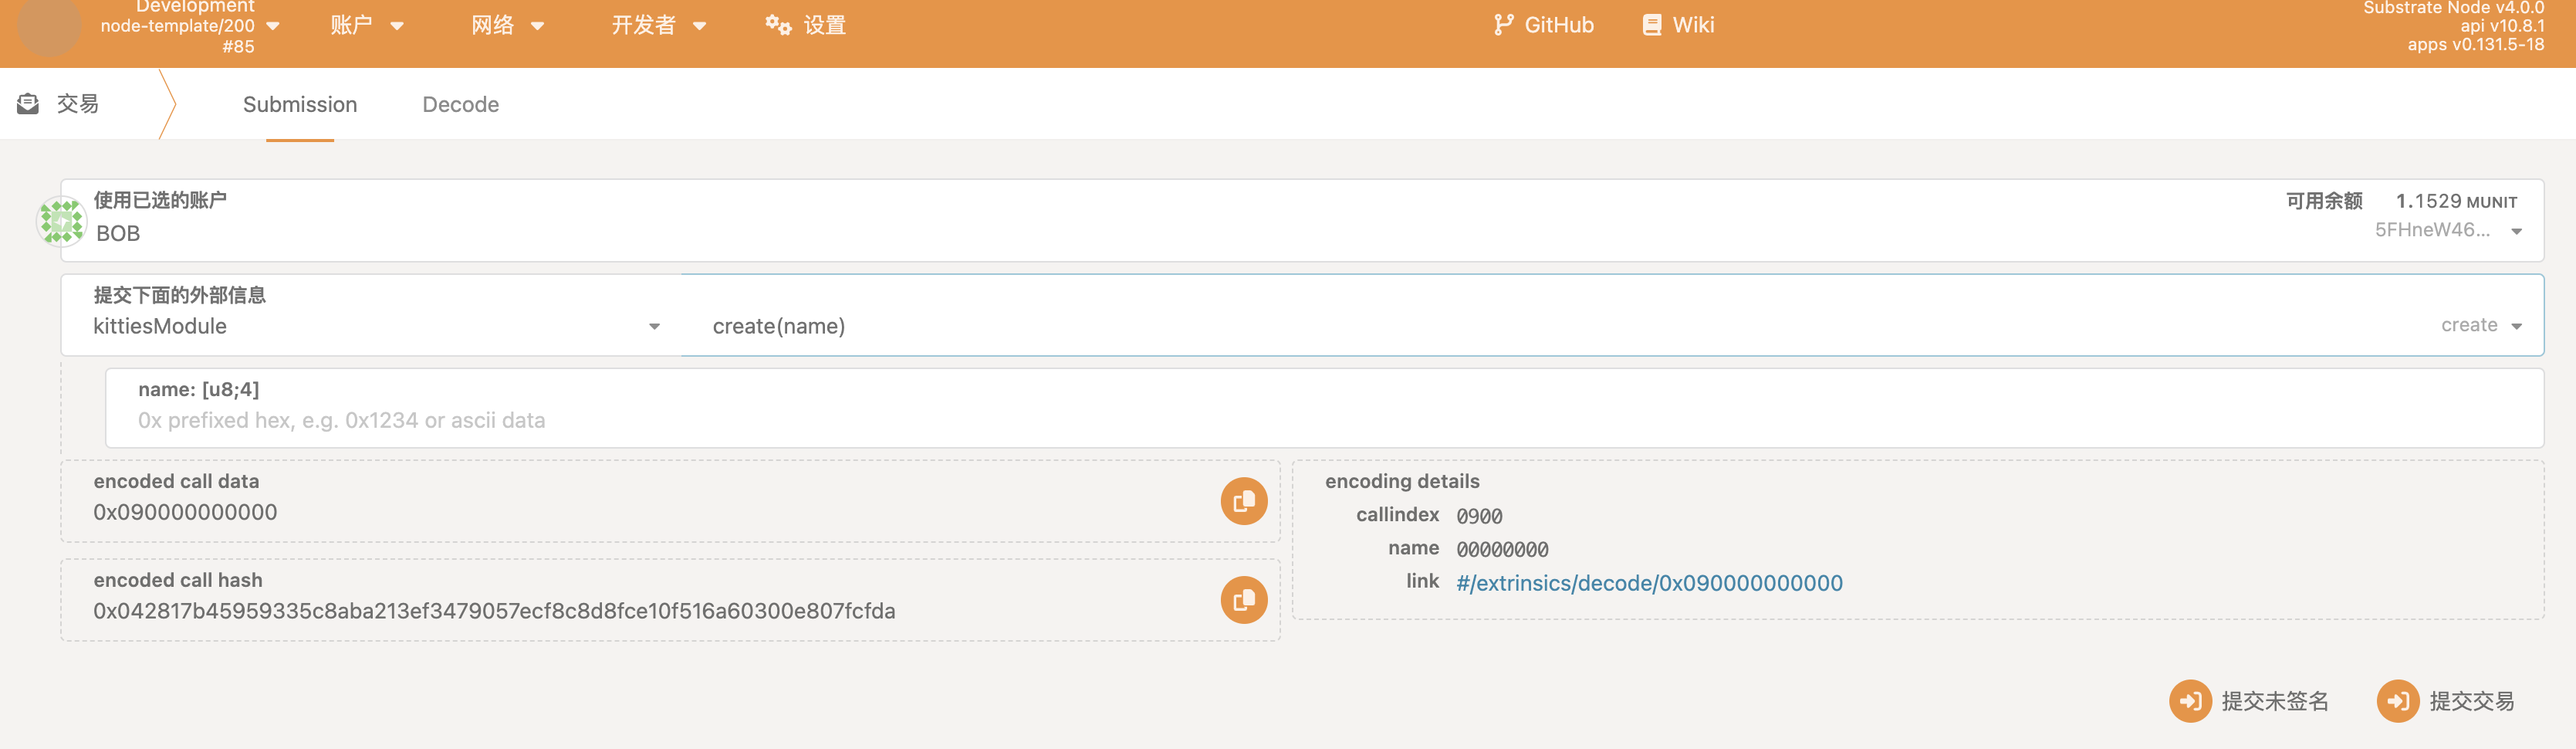 Development
node-template/200
#85
账户
网络
开发者
设置
GitHub
Wiki
Substrate Node v4.0.0
api v10.8.1
apps v0.131.5-18
交易
Submission
Decode
使用已选的账户
BOB
可用余额 1.1529 MUNIT
5FHneW46...
提交下面的外部信息
kittiesModule
create(name)
create
name: [u8;4]
0x prefixed hex, e.g. 0x1234 or ascii data
encoded call data
0x090000000000
encoding details
callindex 0900
name 00000000
link #/extrinsics/decode/0x090000000000
encoded call hash
0x042817b45959335c8aba213ef3479057ecf8c8d8fce10f516a60300e807fcfda
提交未签名
提交交易